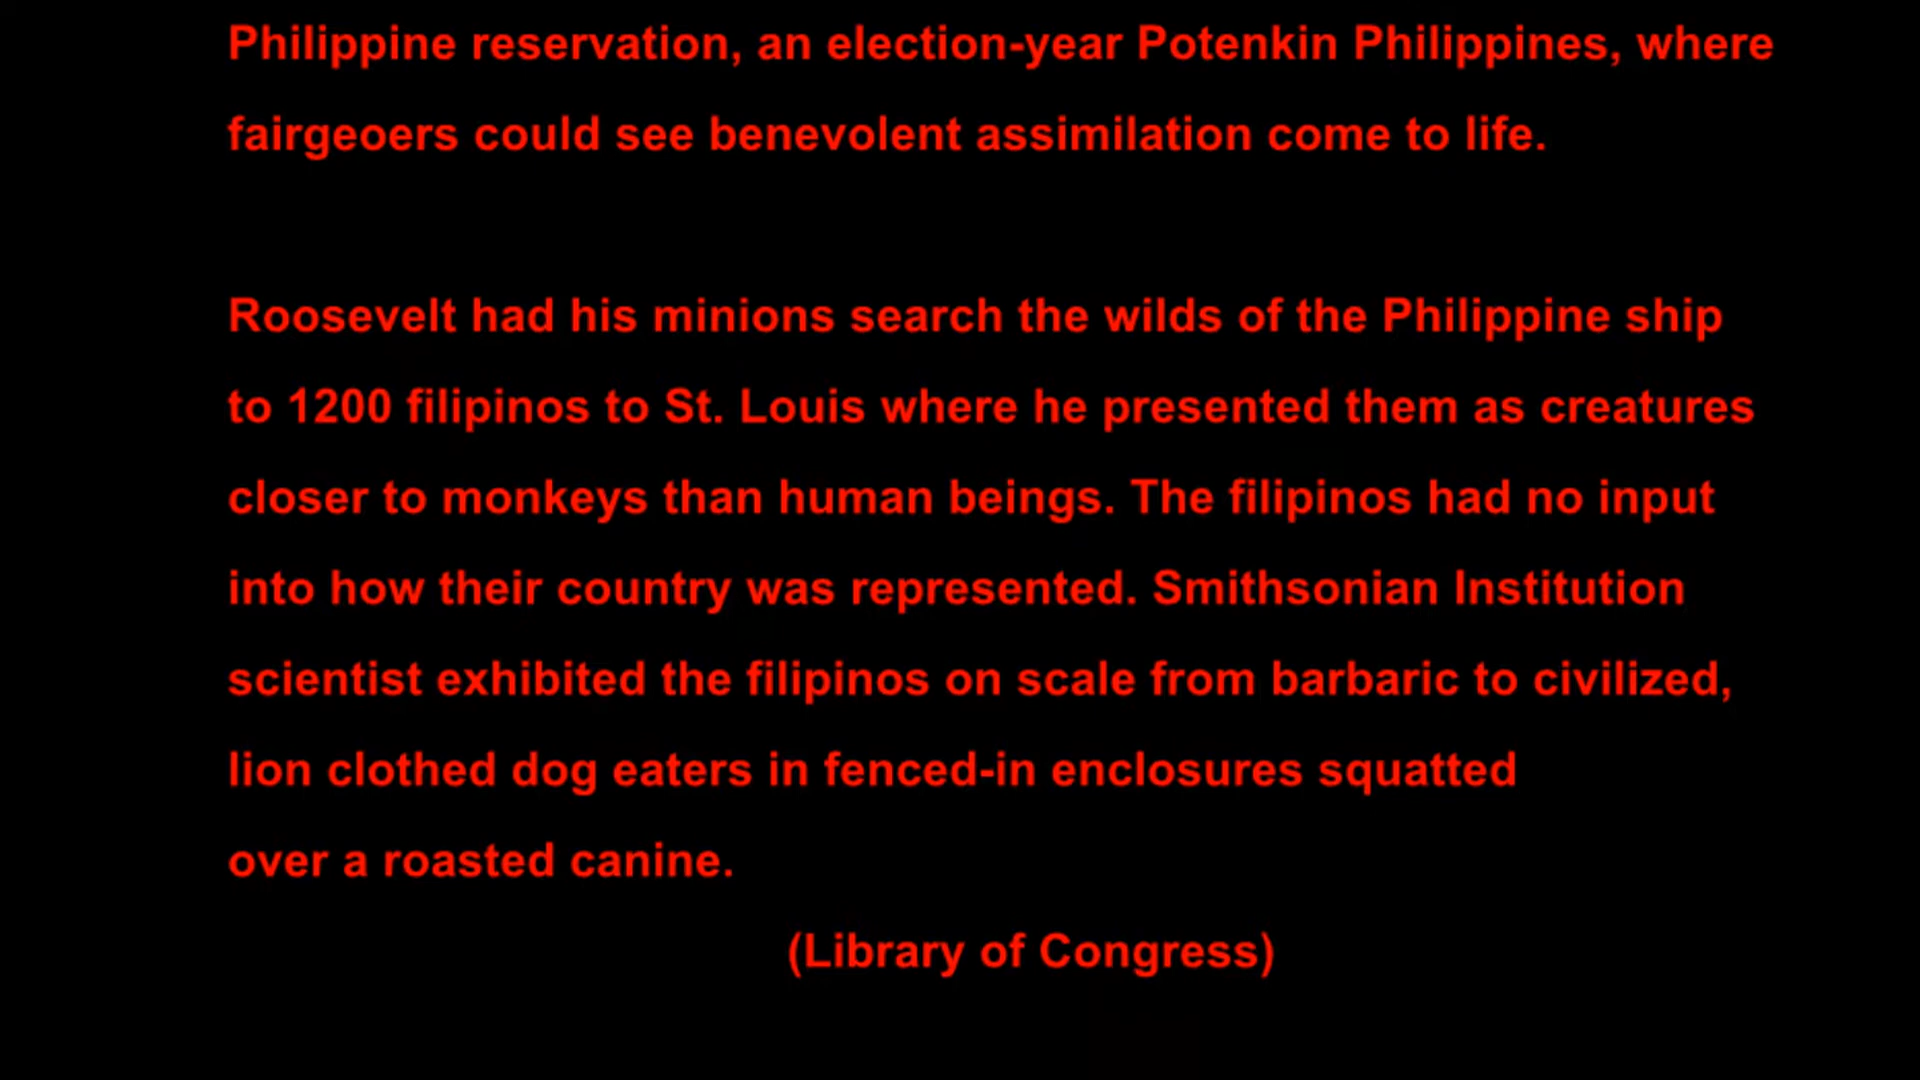 Philippine reservation, an election-year Potenkin Philippines, where
fairgeoers could see benevolent assimilation come to life.
Roosevelt had his minions search the wilds of the Philippine ship
to 1200 filipinos to St. Louis where he presented them as creatures
closer to monkeys than human beings. The filipinos had no input
into how their country was represented. Smithsonian Institution
scientist exhibited the filipinos on scale from barbaric to civilized,
lion clothed dog eaters in fenced-in enclosures squatted
over a roasted canine.
(Library of Congress)